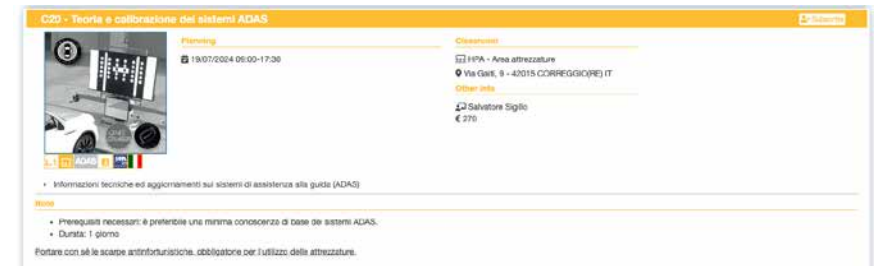 C20 - Teoria e calibrazione dei sistemi ADAS
Subscribe
Planning
19/07/2024 09:00-17:30
Classroom
HPA - Area attrezzature
Via Garti, 9 - 42015 CORREGGIO(RE) IT
Other info
Salvatore Sigillo
€ 270
ADAS
Informazioni tecniche ed aggiornamenti sui sistemi di assistenza alla guida (ADAS)
Note
Prerequisiti necessari: è preferibile una minima conoscenza di base dei sistemi ADAS.
Durata: 1 giorno
Portare con sè le scarpe antinfortunistiche, obbligatorie per l'utilizzo delle attrezzature.